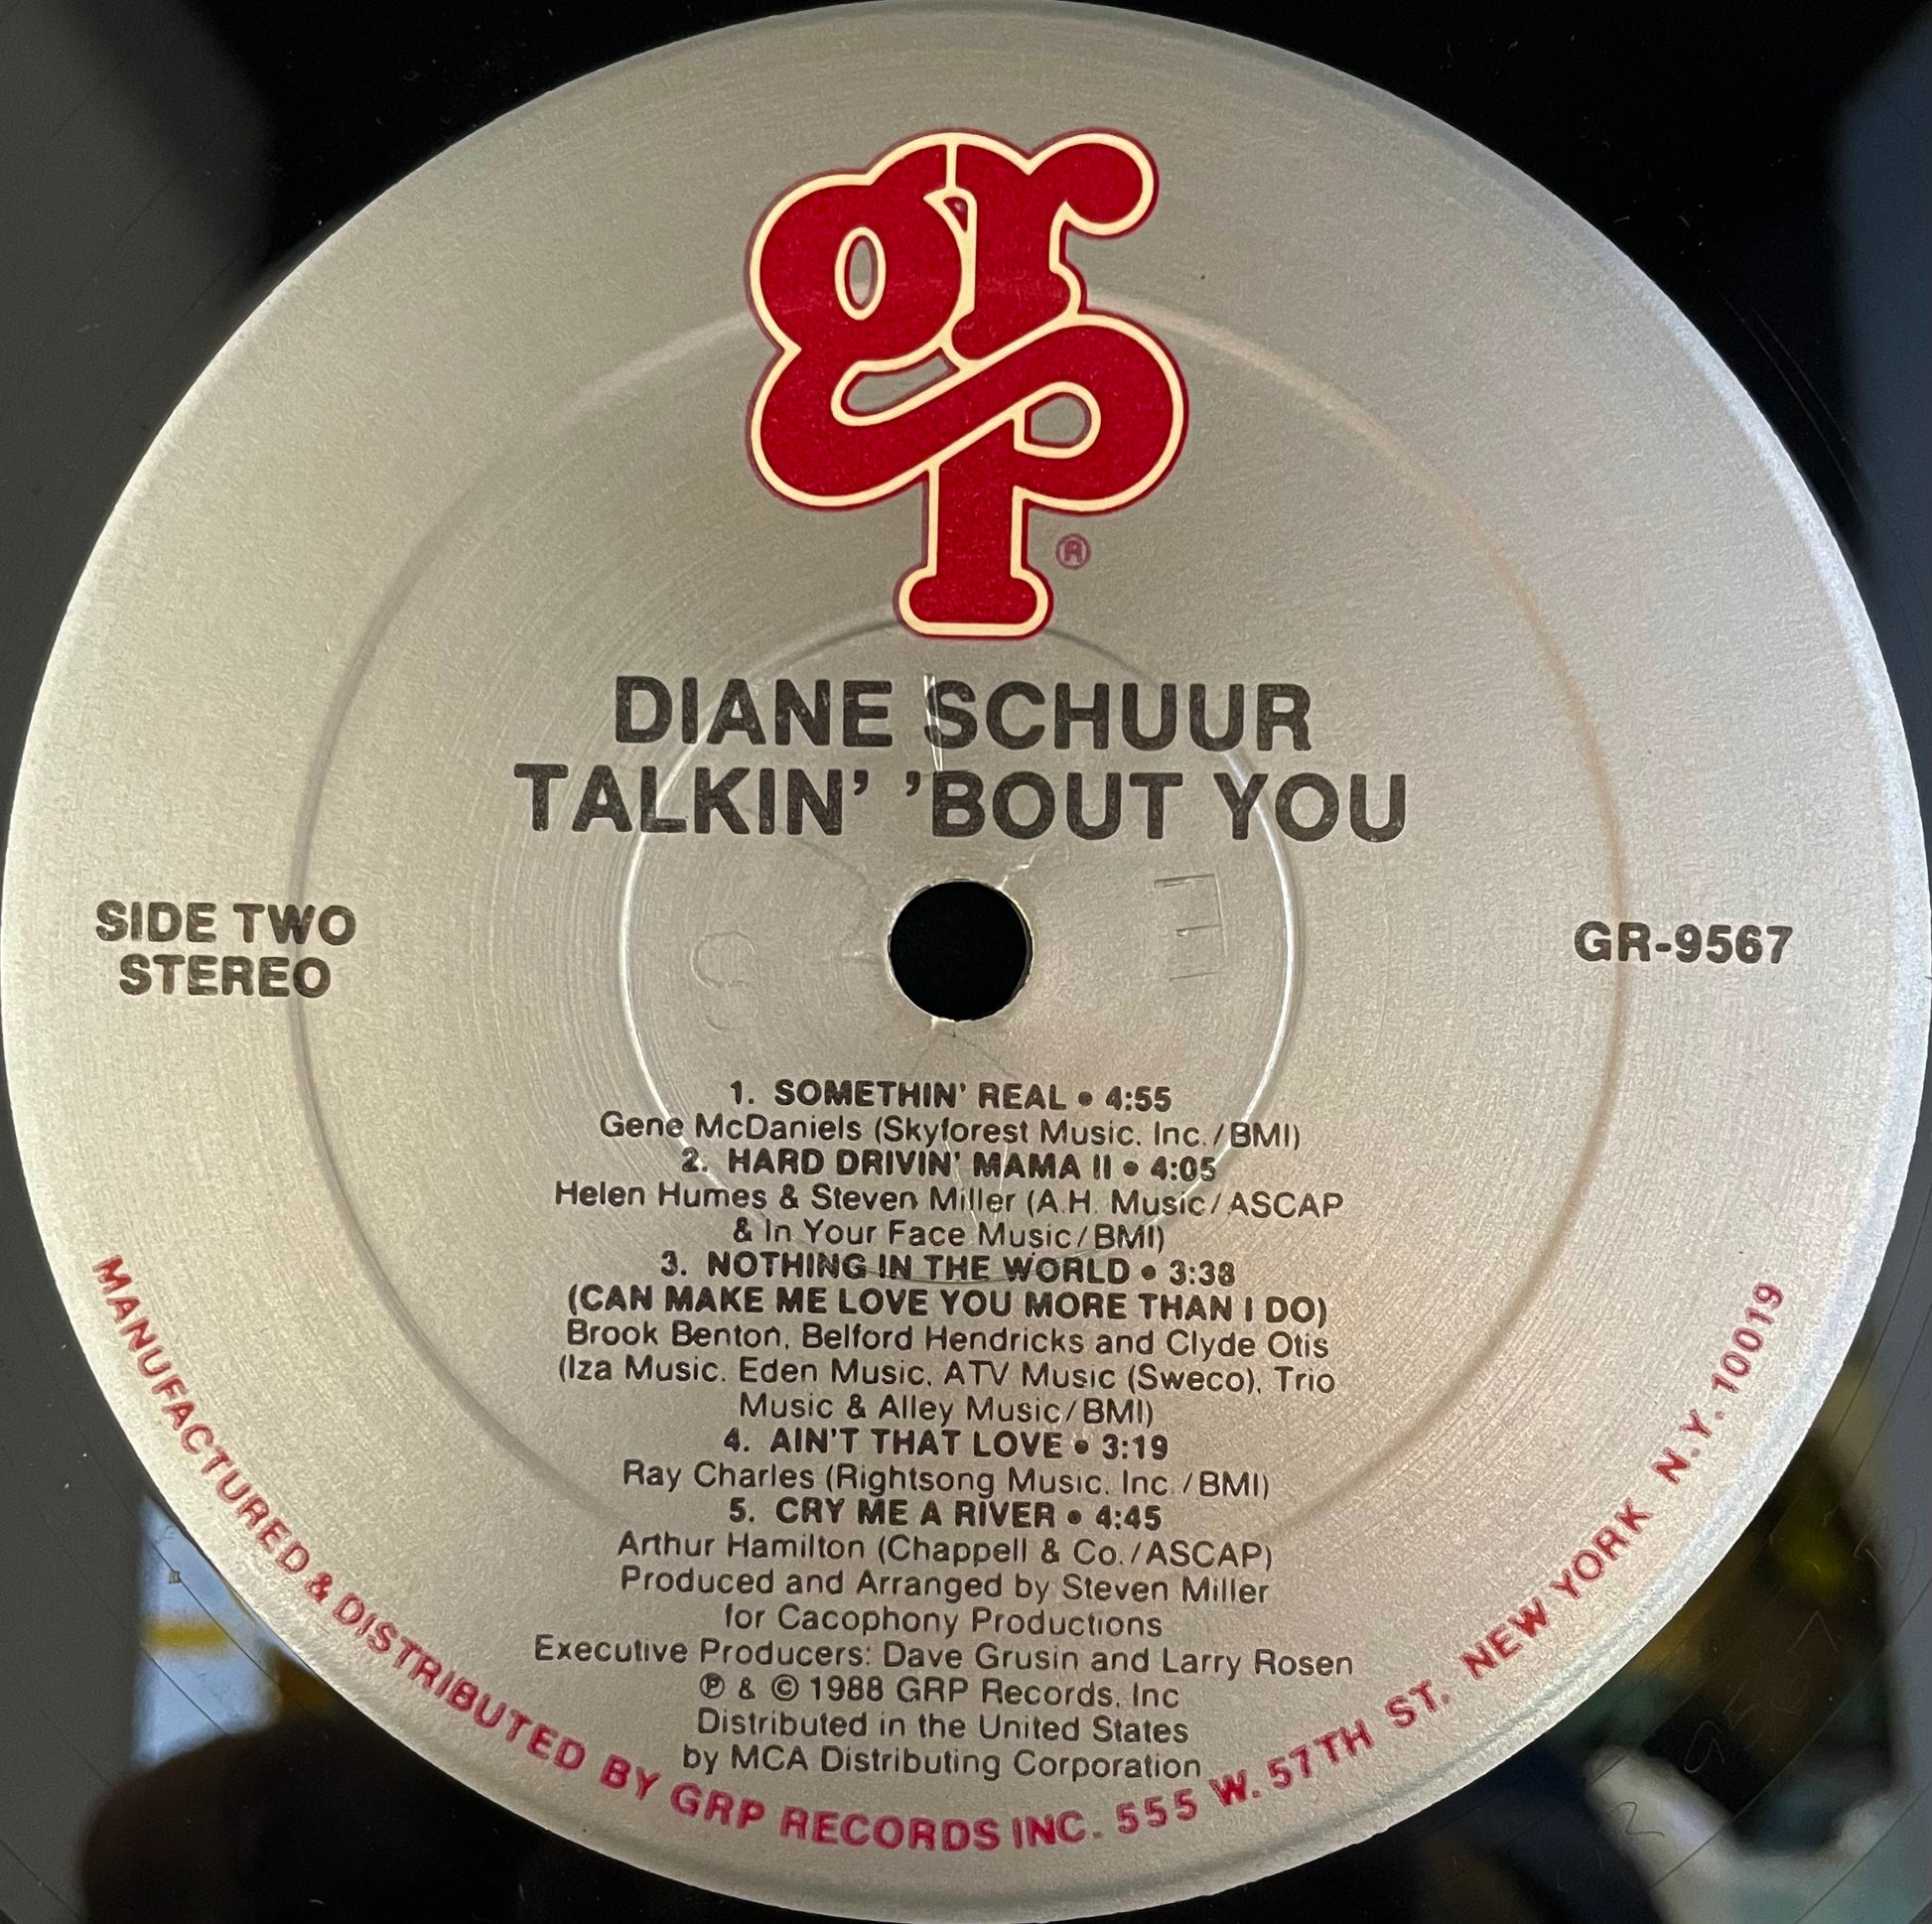 grp ®
DIANE SCHUUR
TALKIN' 'BOUT YOU
SIDE TWO
STEREO
GR-9567
1. SOMETHIN' REAL • 4:55
Gene McDaniels (Skyforest Music, Inc./BMI)
2. HARD DRIVIN' MAMA II • 4:05
Helen Humes & Steven Miller (A.H. Music/ASCAP
& In Your Face Music/BMI)
3. NOTHING IN THE WORLD • 3:38
(CAN MAKE ME LOVE YOU MORE THAN I DO)
Brook Benton, Belford Hendricks and Clyde Otis
(Iza Music, Eden Music, ATV Music (Sweco), Trio
Music & Alley Music/BMI)
4. AIN'T THAT LOVE • 3:19
Ray Charles (Rightsong Music, Inc./BMI)
5. CRY ME A RIVER • 4:45
Arthur Hamilton (Chappell & Co./ASCAP)
Produced and Arranged by Steven Miller
for Cacophony Productions
Executive Producers: Dave Grusin and Larry Rosen
℗ & © 1988 GRP Records, Inc
Distributed in the United States
by MCA Distributing Corporation
MANUFACTURED & DISTRIBUTED BY GRP RECORDS INC. 555 W. 57TH ST. NEW YORK N.Y. 10019